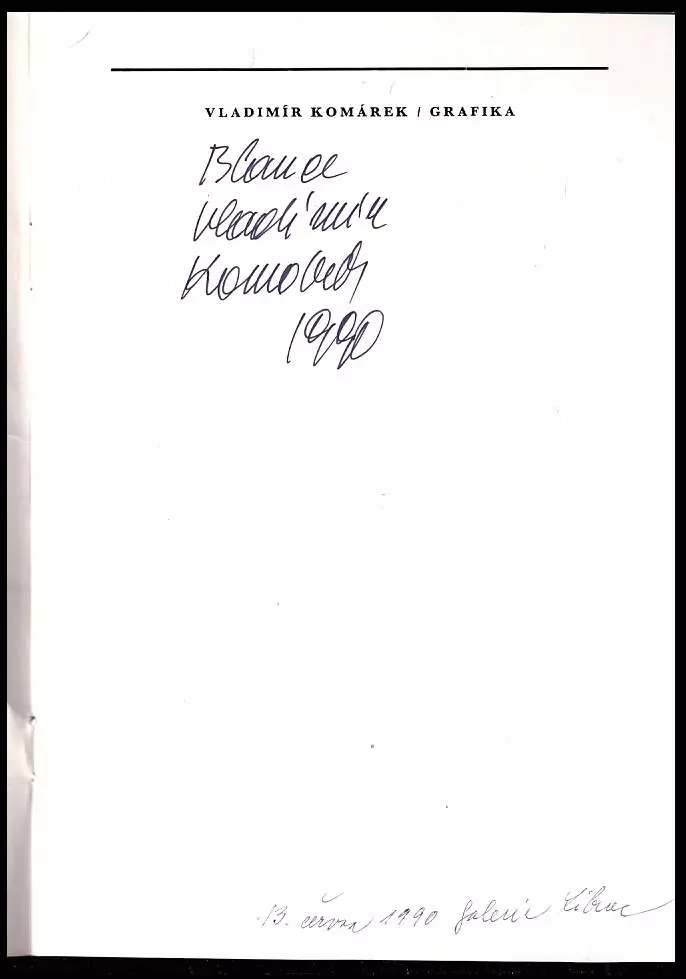 VLADIMÍR KOMÁREK / GRAFIKA
Blance
Vladimír
Komárek
1990
13. června 1990 galerie Liberec